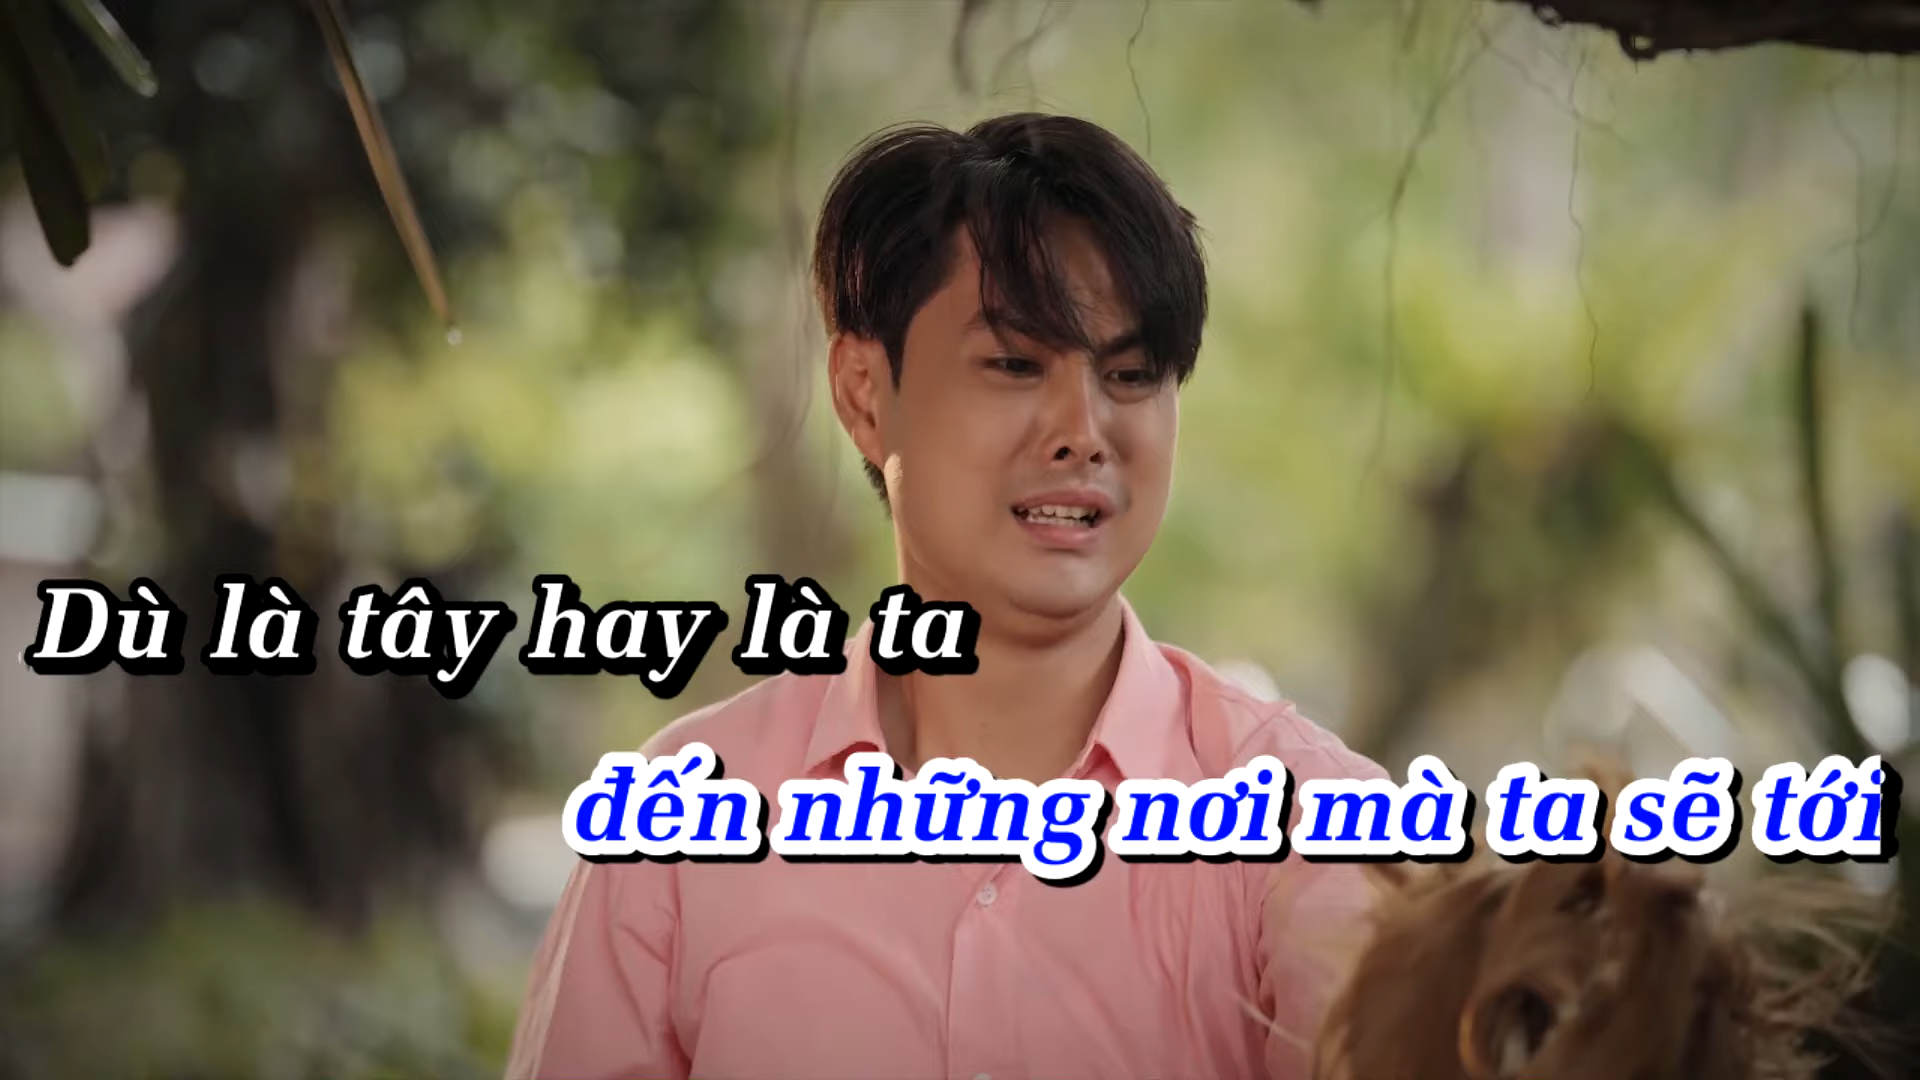 Dù là tây hay là ta
đến những nơi mà ta sẽ tới